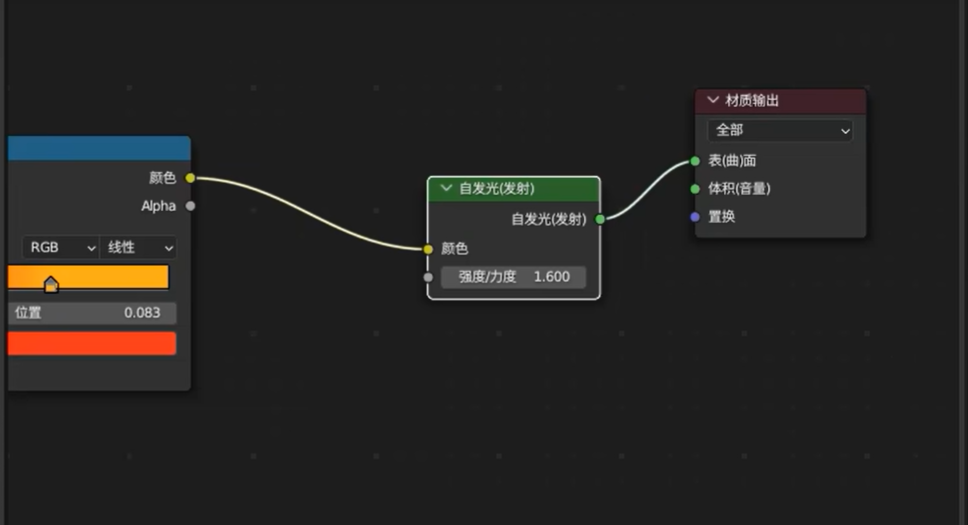 颜色
Alpha
RGB 线性
位置 0.083
自发光(发射)
自发光(发射)
颜色
强度/力度 1.600
材质输出
全部
表(曲)面
体积(音量)
置换